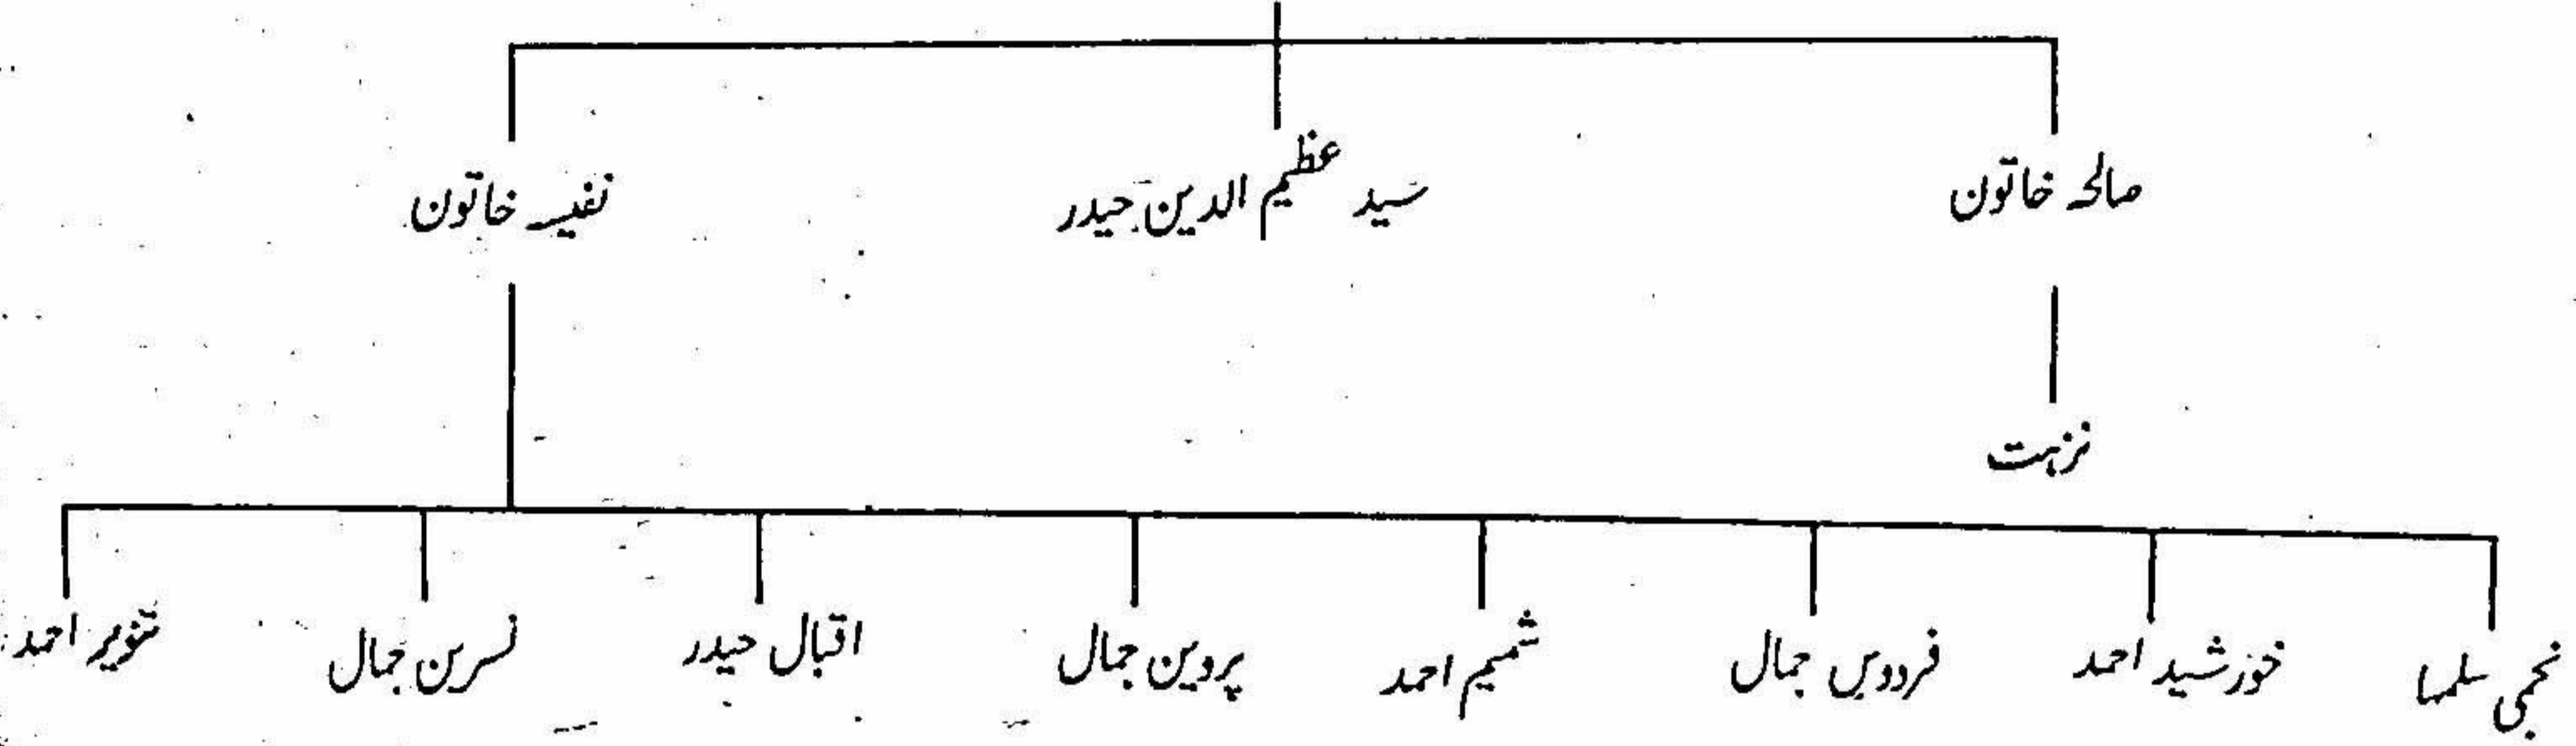 صالحہ خاتون سید عظیم الدین حیدر نفیسہ خاتون
نزہت
نجمی سلمہا خورشید احمد فردوس جمال شمیم احمد پروین جمال اقبال حیدر نسرین جمال تنویر احمد